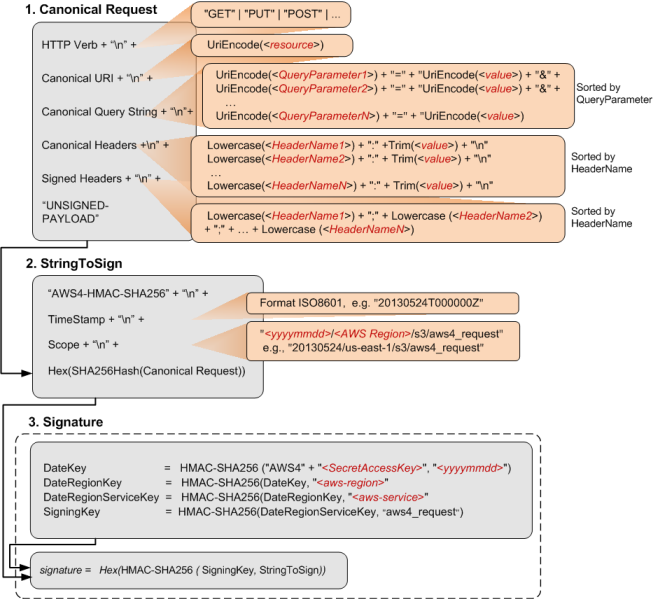 1. Canonical Request
"GET" | "PUT" | "POST" | ...
HTTP Verb + “\n” +
UriEncode(<resource>)
Canonical URI + “\n” +
UriEncode(<QueryParameter1>) + "=" + "UriEncode(<value>) + "&" +
UriEncode(<QueryParameter2>) + "=" + "UriEncode(<value>) + "&" +
...
UriEncode(<QueryParameterN>) + "=" + "UriEncode(<value>)
Sorted by
QueryParameter
Canonical Query String + “\n”+
Canonical Headers +\n” +
Lowercase(<HeaderName1>) + ":" +Trim(<value>) + "\n"
Lowercase(<HeaderName2>) + ":" + Trim(<value>) + "\n"
...
Lowercase(<HeaderNameN>) + ":" + Trim(<value>) + "\n"
Sorted by
HeaderName
Signed Headers + “\n” +
“UNSIGNED-
PAYLOAD”
Lowercase(<HeaderName1>) + ";" + Lowercase (<HeaderName2>)
+ ";" + ... + Lowercase (<HeaderNameN>)
Sorted by
HeaderName
2. StringToSign
“AWS4-HMAC-SHA256” + “\n” +
Format ISO8601, e.g. "20130524T000000Z"
TimeStamp + “\n” +
"<yyyymmdd>/<AWS Region>/s3/aws4_request"
e.g., "20130524/us-east-1/s3/aws4_request"
Scope + “\n” +
Hex(SHA256Hash(Canonical Request))
3. Signature
DateKey = HMAC-SHA256 ("AWS4" + "<SecretAccessKey>", "<yyyymmdd>")
DateRegionKey = HMAC-SHA256(DateKey, "<aws-region>"
DateRegionServiceKey = HMAC-SHA256(DateRegionKey, "<aws-service>"
SigningKey = HMAC-SHA256(DateRegionServiceKey, "aws4_request")
signature = Hex(HMAC-SHA256 ( SigningKey, StringToSign))